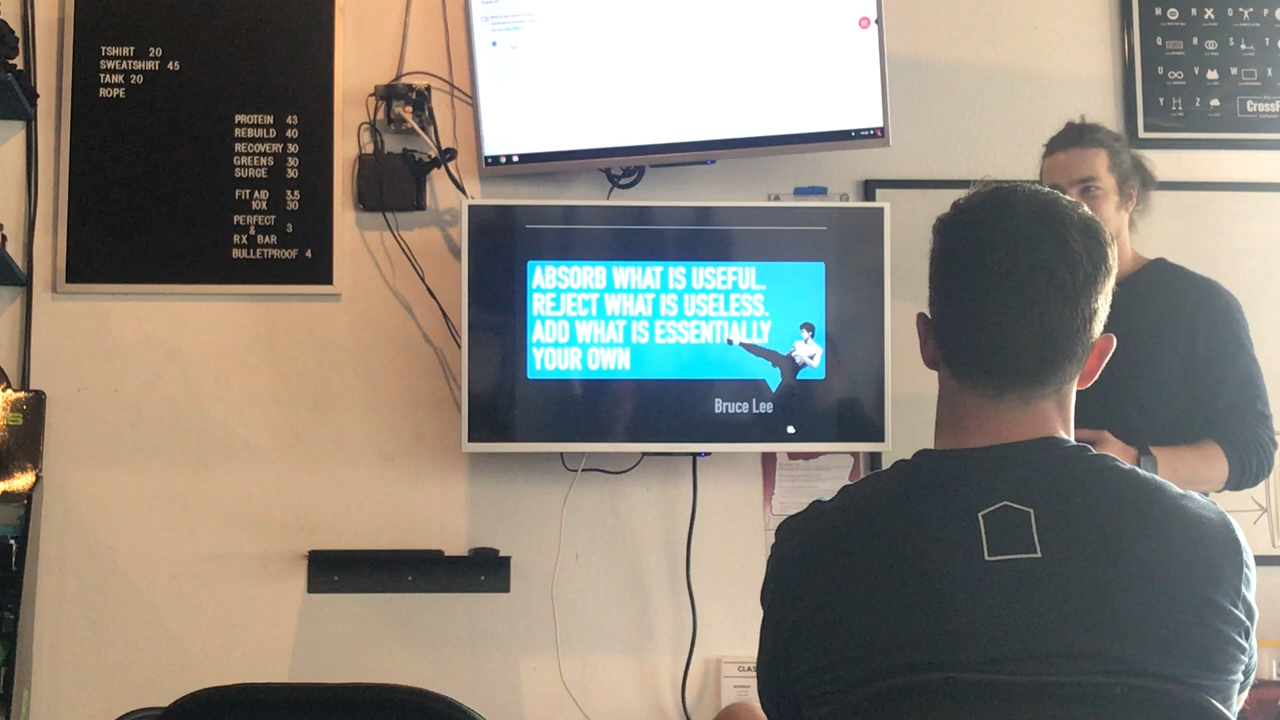 TSHIRT 20
SWEATSHIRT 45
TANK 20
ROPE
PROTEIN 43
REBUILD 40
RECOVERY 30
GREENS 30
SURGE 30
FIT AID 3.5
10X 30
PERFECT
& 3
RX BAR
BULLETPROOF 4
ABSORB WHAT IS USEFUL.
REJECT WHAT IS USELESS.
ADD WHAT IS ESSENTIALLY
YOUR OWN
Bruce Lee
M N X O P
Q R S T
U V W X
Y Z
CrossF
CLAS